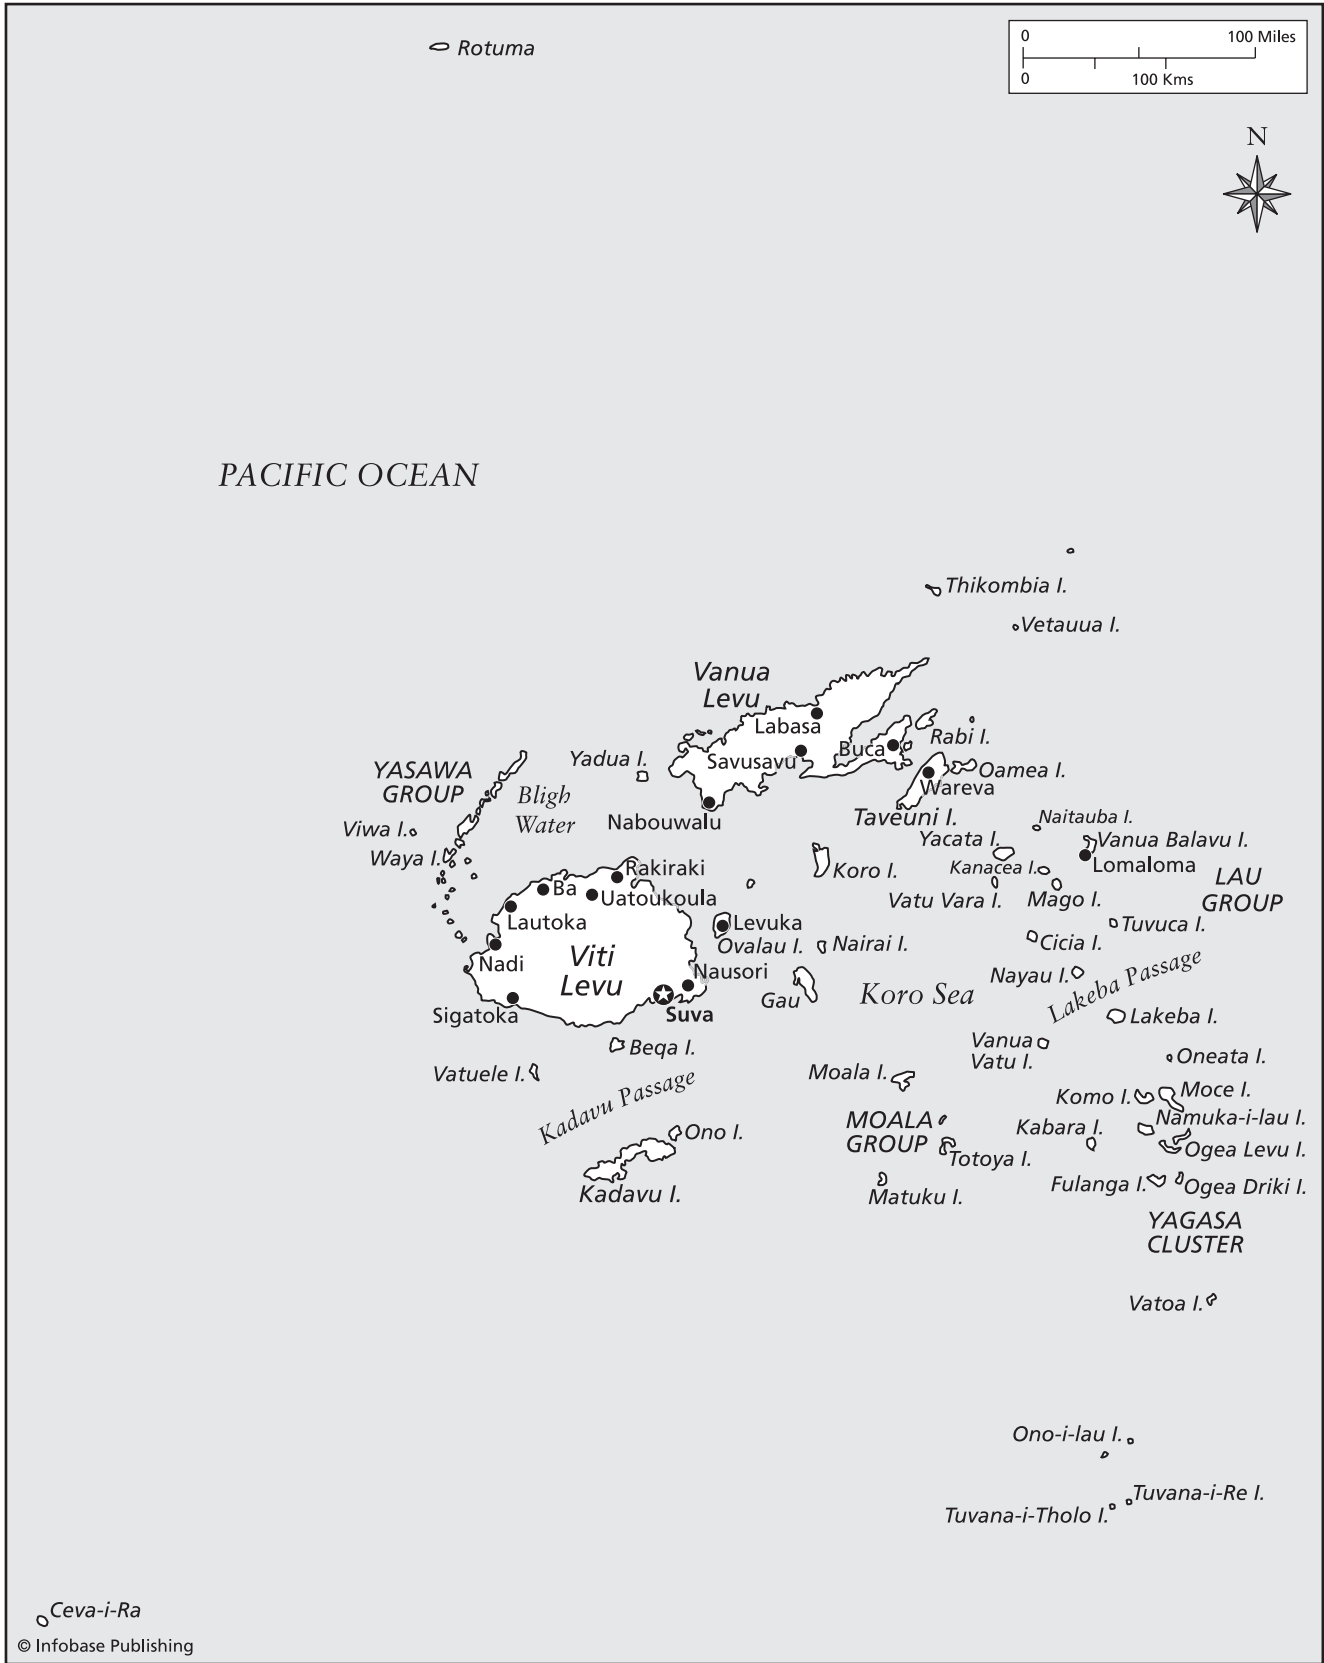 Rotuma
0 100 Miles
0 100 Kms
N
PACIFIC OCEAN
Thikombia I.
Vetauua I.
Vanua
Levu
Labasa
Buca
Rabi I.
Savusavu
Yadua I.
YASAWA
GROUP
Oamea I.
Wareva
Bligh
Water
Nabouwalu
Taveuni I.
Naitauba I.
Viwa I.
Yacata I.
Vanua Balavu I.
Waya I.
Rakiraki
Koro I.
Kanacea I.
Lomaloma
LAU
GROUP
Ba
Uatoukoula
Vatu Vara I.
Mago I.
Lautoka
Levuka
Tuvuca I.
Ovalau I.
Nairai I.
Cicia I.
Viti
Levu
Nadi
Nausori
Nayau I.
Lakeba Passage
Gau
Koro Sea
Sigatoka
Suva
Lakeba I.
Beqa I.
Vanua
Vatu I.
Oneata I.
Vatuele I.
Moala I.
Kadavu Passage
Komo I.
Moce I.
MOALA
GROUP
Kabara I.
Namuka-i-lau I.
Ono I.
Totoya I.
Ogea Levu I.
Kadavu I.
Matuku I.
Fulanga I.
Ogea Driki I.
YAGASA
CLUSTER
Vatoa I.
Ono-i-lau I.
Tuvana-i-Re I.
Tuvana-i-Tholo I.
Ceva-i-Ra
© Infobase Publishing